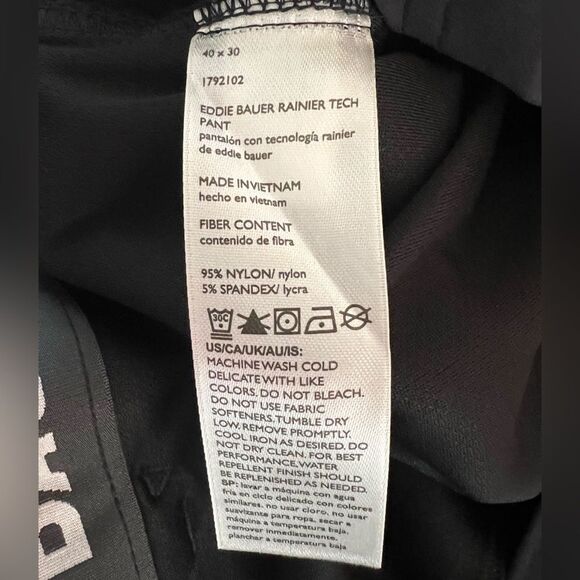 40 x 30
1792102
EDDIE BAUER RAINIER TECH
PANT
pantalón con tecnología rainier
de eddie bauer
MADE IN VIETNAM
hecho en vietnam
FIBER CONTENT
contenido de fibra
95% NYLON/ nylon
5% SPANDEX/ lycra
30C
US/CA/UK/AU/IS:
MACHINE WASH COLD
DELICATE WITH LIKE
COLORS. DO NOT BLEACH.
DO NOT USE FABRIC
SOFTENERS. TUMBLE DRY
LOW. REMOVE PROMPTLY.
COOL IRON AS DESIRED. DO
NOT DRY CLEAN. FOR BEST
PERFORMANCE, WATER
REPELLENT FINISH SHOULD
BE REPLENISHED AS NEEDED.
BP: lavar a máquina con agua
fría en ciclo delicado con colores
similares. no usar cloro. no usar
suavizante para ropa. secar a
máquina a temperatura baja.
remover inmediatamente.
planchar a temperatura baja